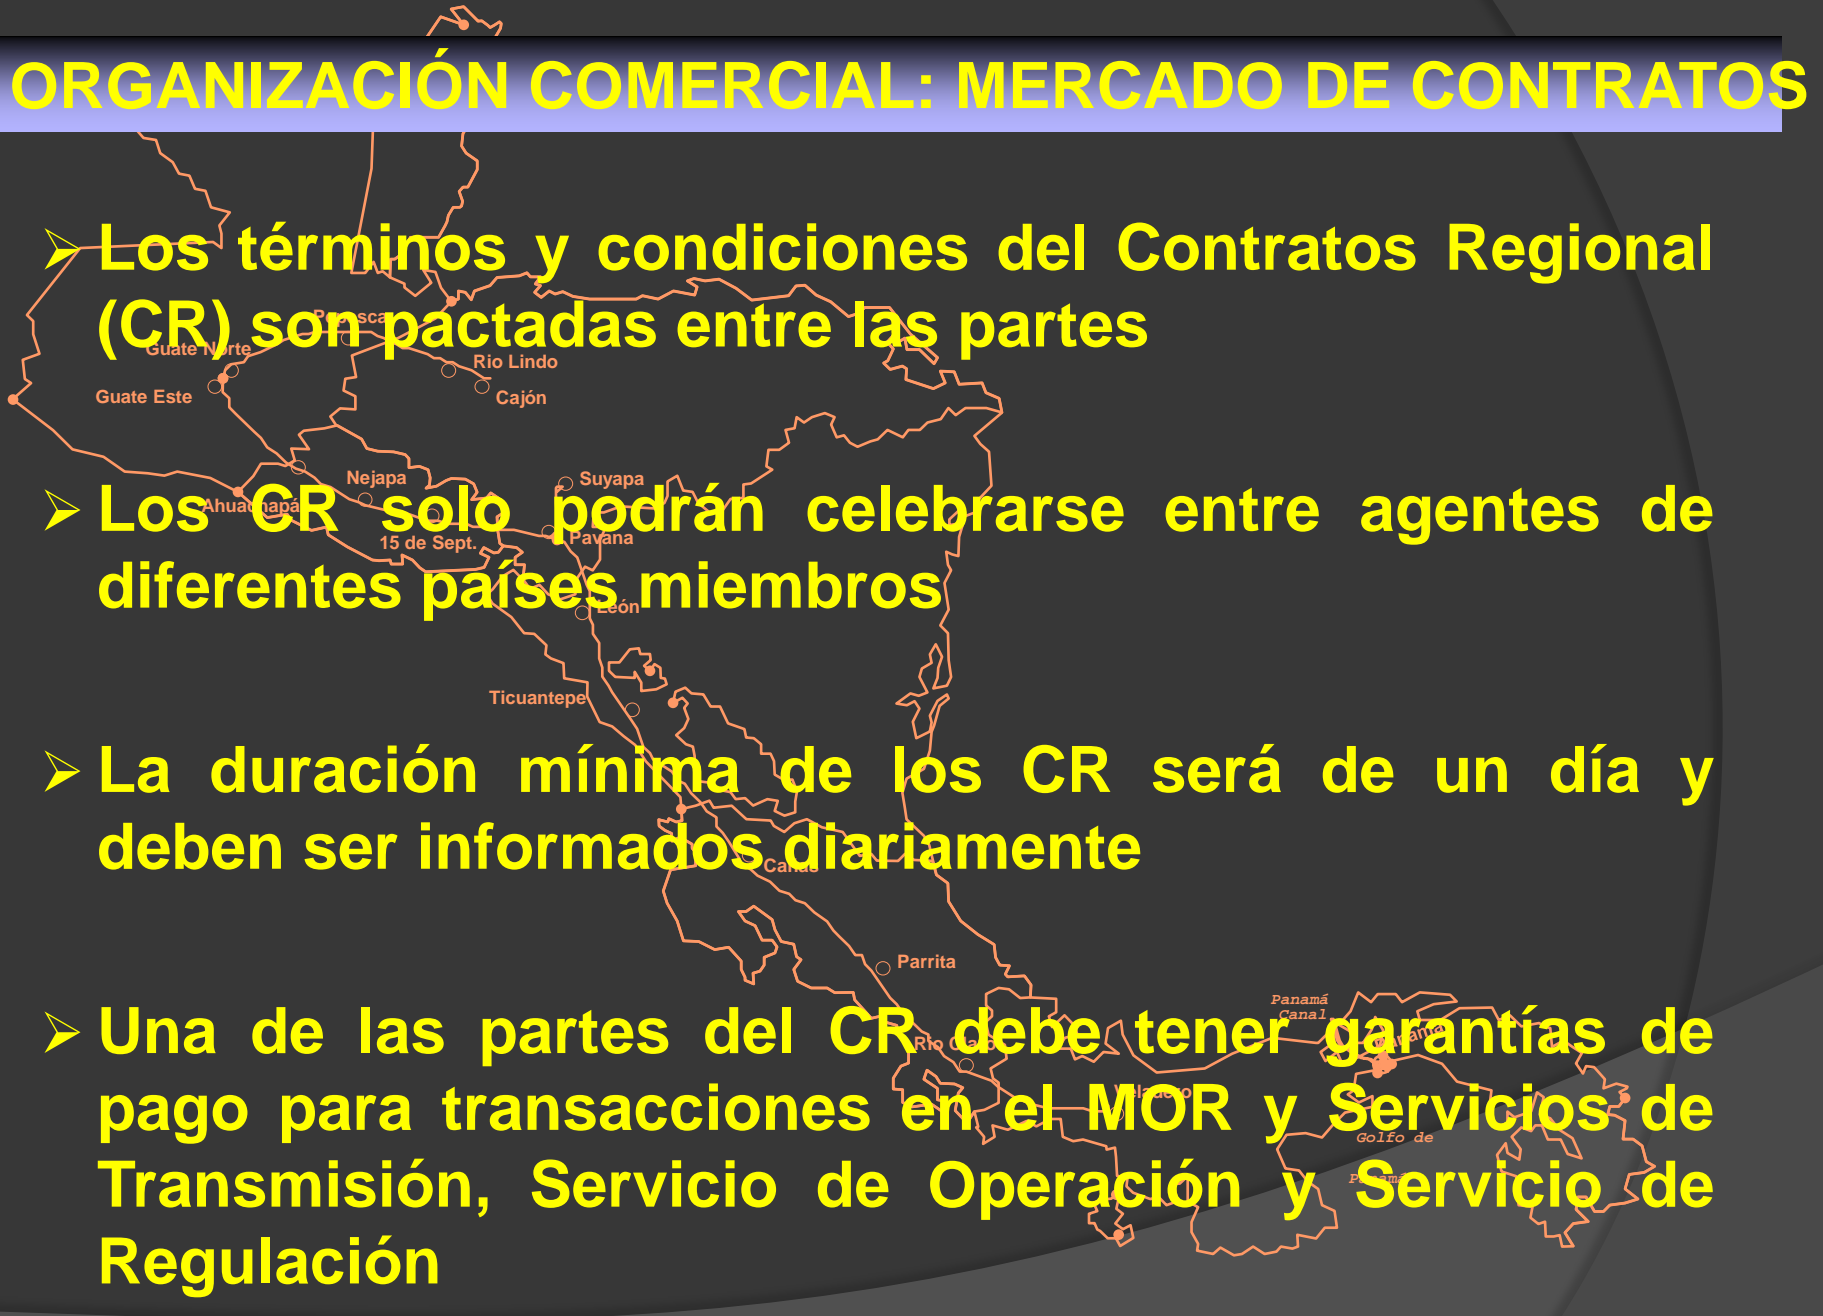 ORGANIZACIÓN COMERCIAL: MERCADO DE CONTRATOS
Los términos y condiciones del Contratos Regional
(CR) son pactadas entre las partes
Guate Norte
Rio Lindo
Guate Este
Cajón
Nejapa
Suyapa
Los CR solo podrán celebrarse entre agentes de
15 de Sept.
Pavana
diferentes países miembros
León
Ticuantepe
La duración mínima de los CR será de un día y
deben ser informados diariamente
Parrita
Panamá
Canal
Una de las partes del CR debe tener garantías de
pago para transacciones en el MOR y Servicios de
Golfo de
Transmisión, Servicio de Operación y Servicio de
Regulación